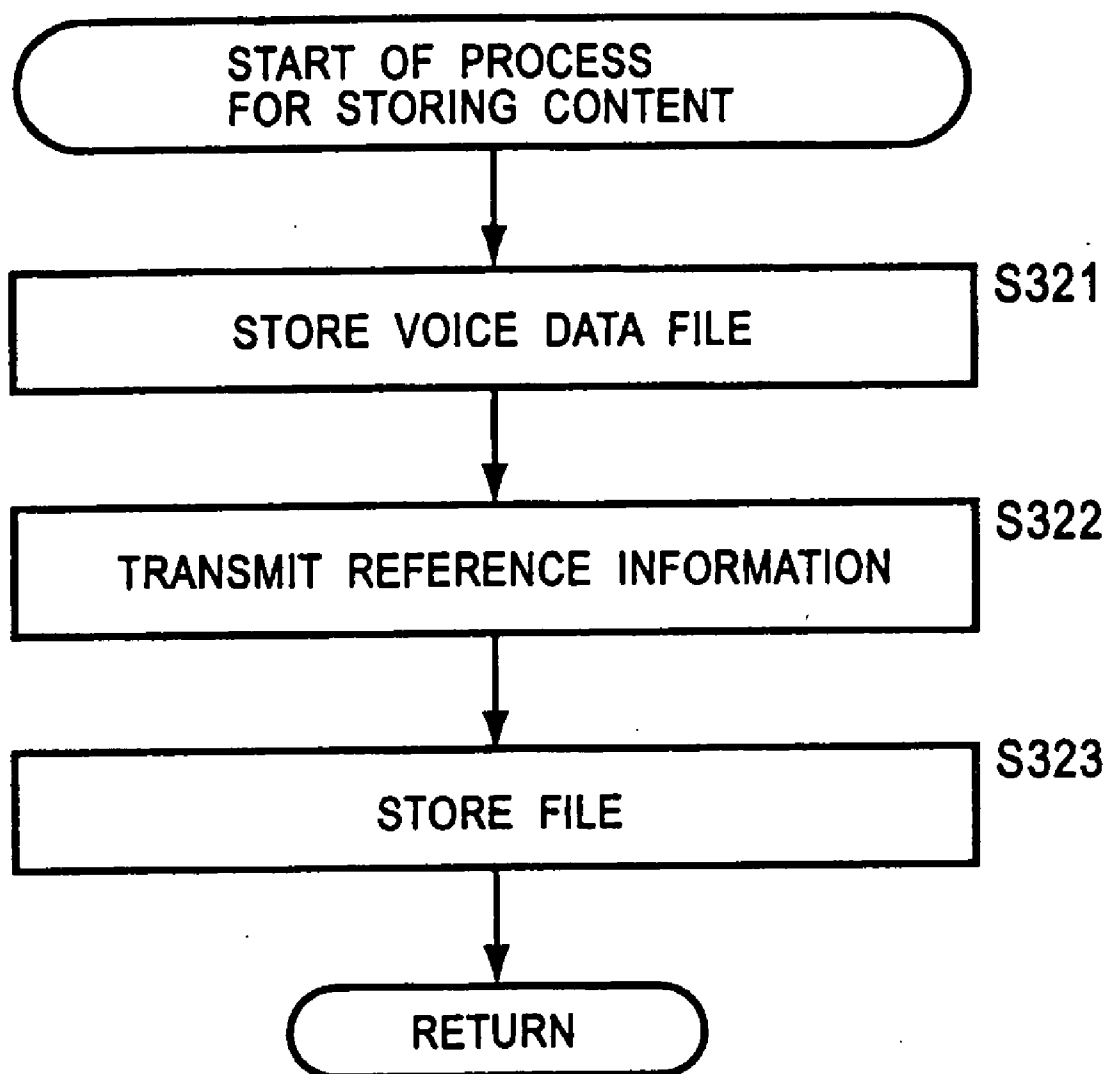 START OF PROCESS
FOR STORING CONTENT
S321
STORE VOICE DATA FILE
S322
TRANSMIT REFERENCE INFORMATION
S323
STORE FILE
RETURN